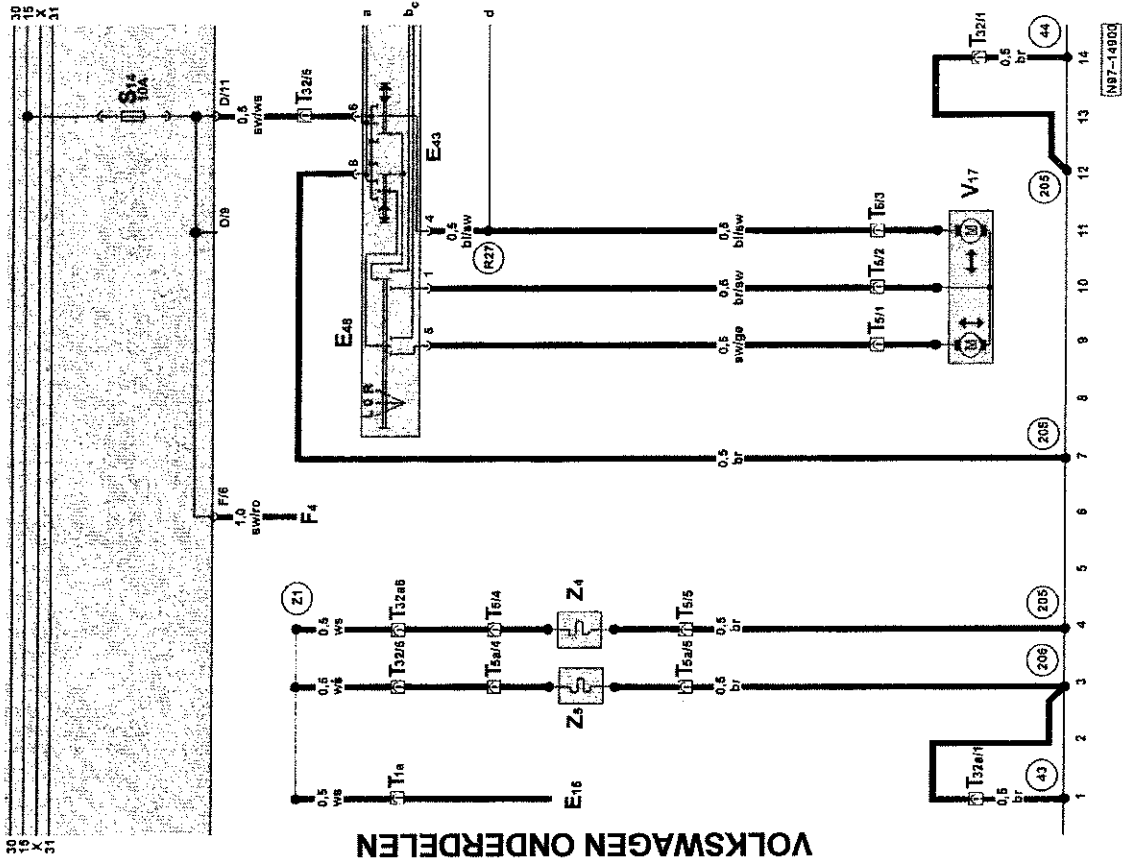 30
15
X
31
30
15
X
31
S14
10A
D/9
D/11
F/6
1,0
sw/ro
F4
0,5
sw/ws
T32/5
a
b
c
d
8
6
E43
E48
L O R
5
1
4
0,5
bl/sw
R27
Z1
0,5
ws
T1a
E16
0,5
ws
T32/6
T5a/4
Z5
T5a/5
0,5
br
0,5
ws
T32a6
T5/4
Z4
T5/5
0,5
br
0,5
br
0,5
sw/ge
T5/1
0,5
br/sw
T5/2
0,5
bl/sw
T5/3
V17
M
M
T32a/1
0,5
br
43
206
205
205
205
T32/1
0,5
br
44
1 2 3 4 5 6 7 8 9 10 11 12 13 14
N97-14900
VOLKSWAGEN ONDERDELEN